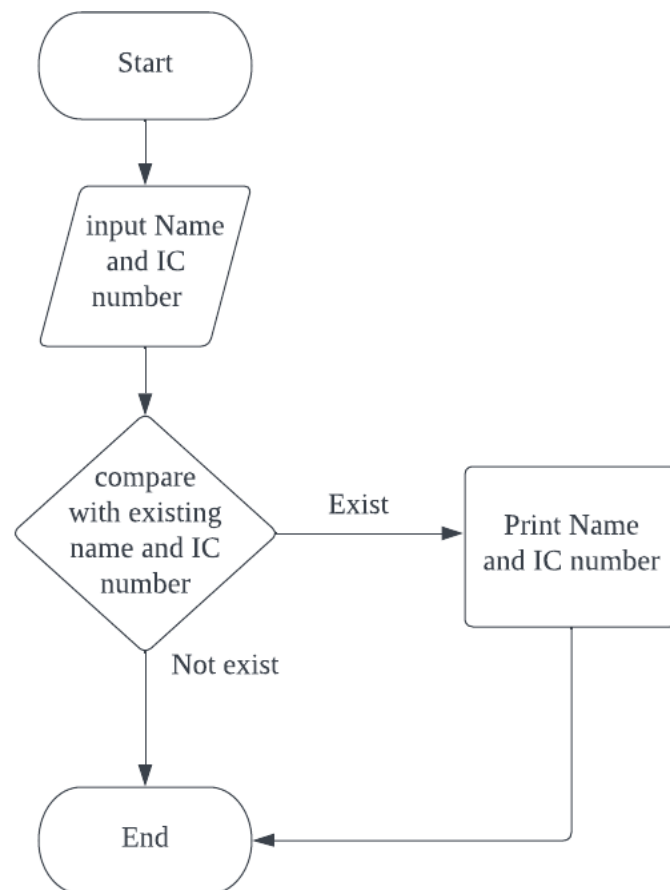 Start
input Name
and IC
number
compare
with existing
name and IC
number
Exist
Print Name
and IC number
Not exist
End